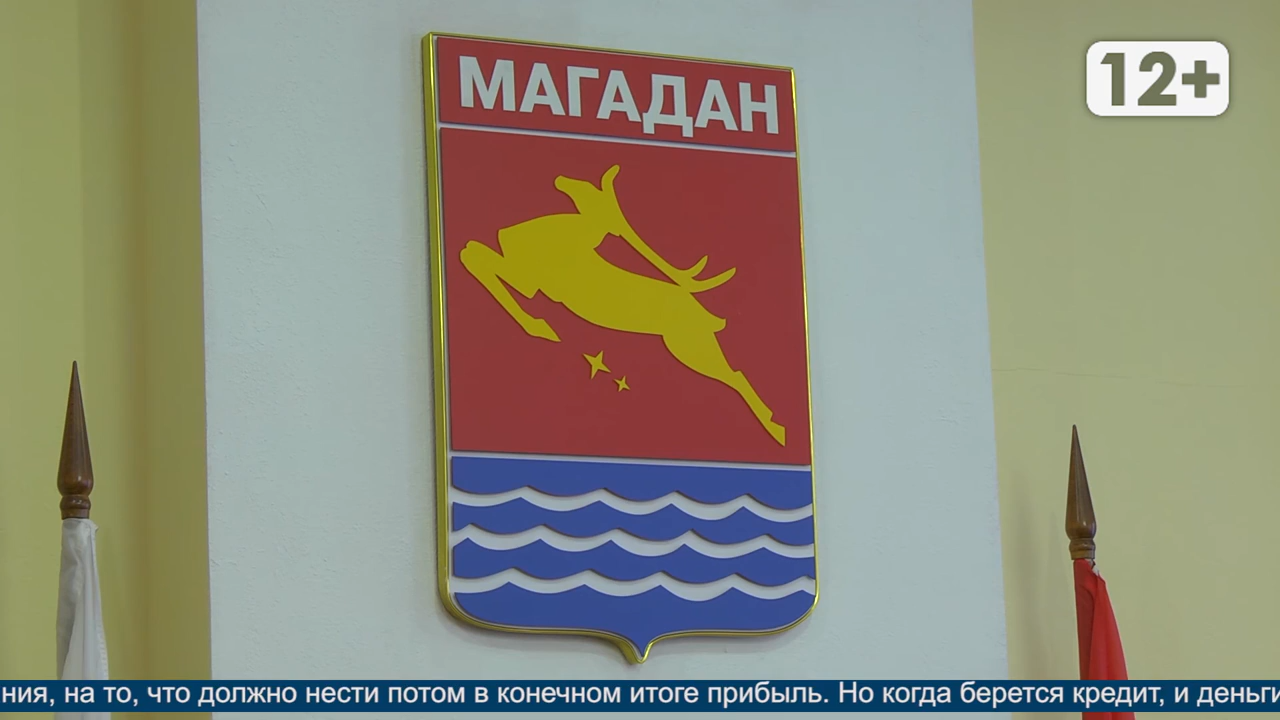 МАГАДАН
12+
ния, на то, что должно нести потом в конечном итоге прибыль. Но когда берется кредит, и деньги